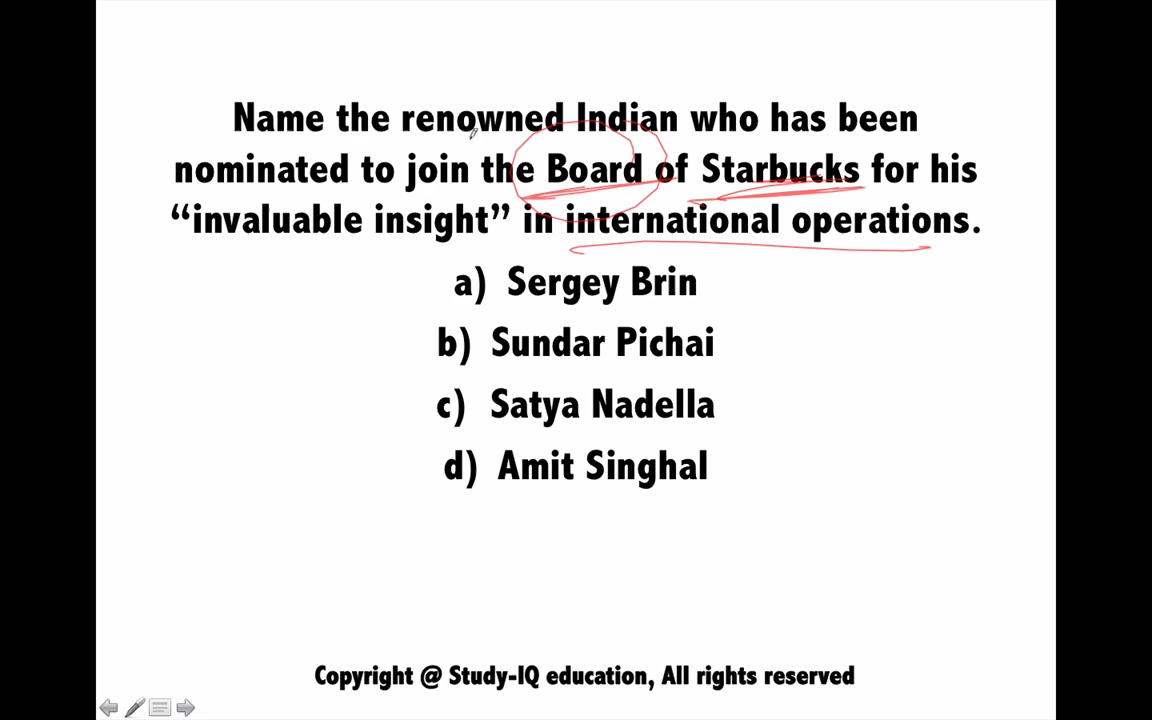 Name the renowned Indian who has been
nominated to join the Board of Starbucks for his
“invaluable insight” in international operations.
a) Sergey Brin
b) Sundar Pichai
c) Satya Nadella
d) Amit Singhal
Copyright @ Study-IQ education, All rights reserved